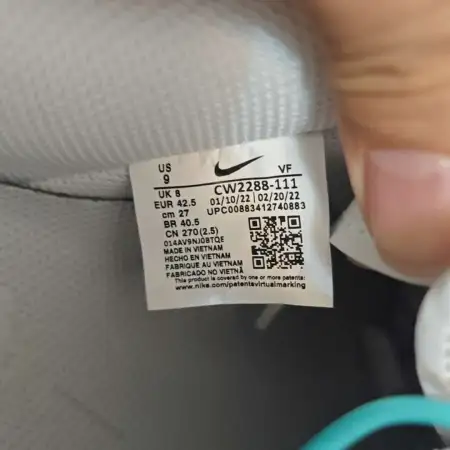 US
9
UK 8
EUR 42.5
cm 27
BR 40.5
CN 270(2.5)
VF
CW2288-111
01/10/22 | 02/20/22
UPC00883412740883
014AV9NJ0BTQE
MADE IN VIETNAM
HECHO EN VIETNAM
FABRIQUE AU VIETNAM
FABRICADO NO VIETNÃ
This product is covered by one or more patents:
www.nike.com/patentsvirtualmarking